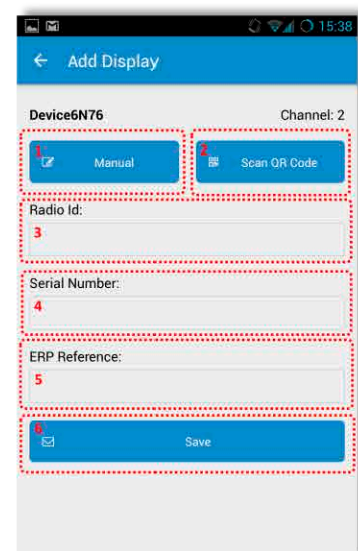 15:38
Add Display
Device6N76 Channel: 2
1 Manual 2 Scan QR Code
Radio Id:
3
Serial Number:
4
ERP Reference:
5
6 Save